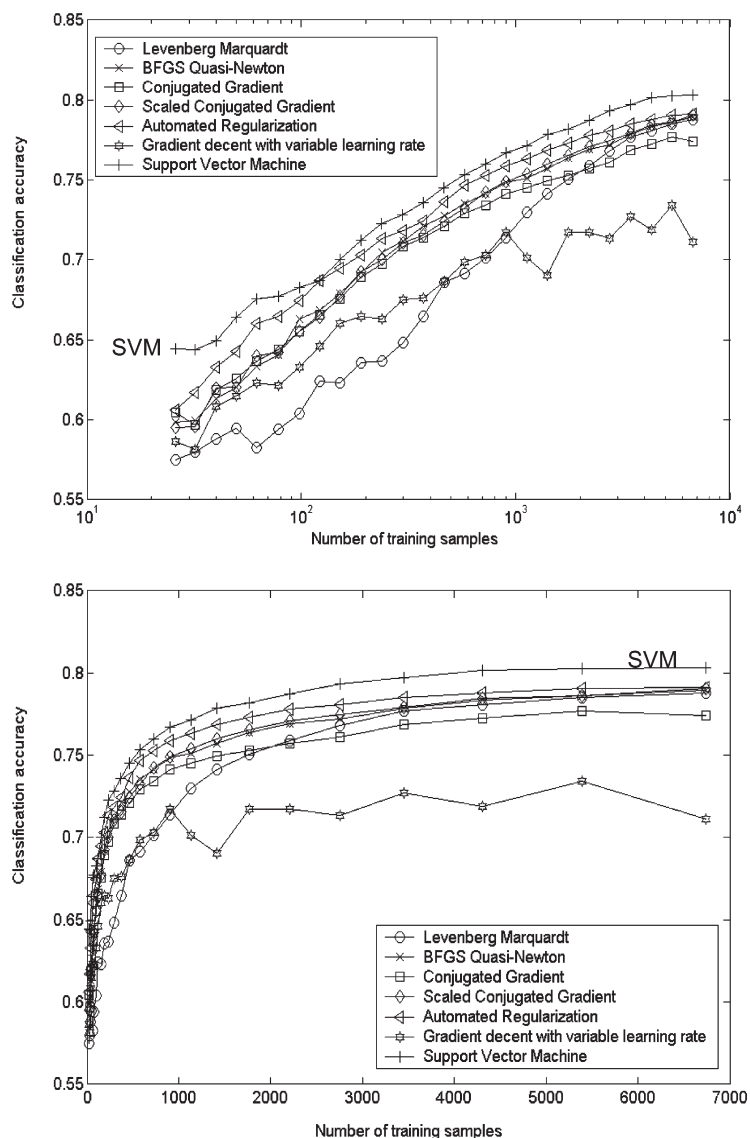 0.85
Levenberg Marquardt
BFGS Quasi-Newton
Conjugated Gradient
Scaled Conjugated Gradient
Automated Regularization
Gradient decent with variable learning rate
Support Vector Machine
0.8
0.75
0.7
0.65
0.6
0.55
Classification accuracy
SVM
10^1
10^2
10^3
10^4
Number of training samples
0.85
0.8
0.75
0.7
0.65
0.6
0.55
Classification accuracy
SVM
Levenberg Marquardt
BFGS Quasi-Newton
Conjugated Gradient
Scaled Conjugated Gradient
Automated Regularization
Gradient decent with variable learning rate
Support Vector Machine
0 1000 2000 3000 4000 5000 6000 7000
Number of training samples